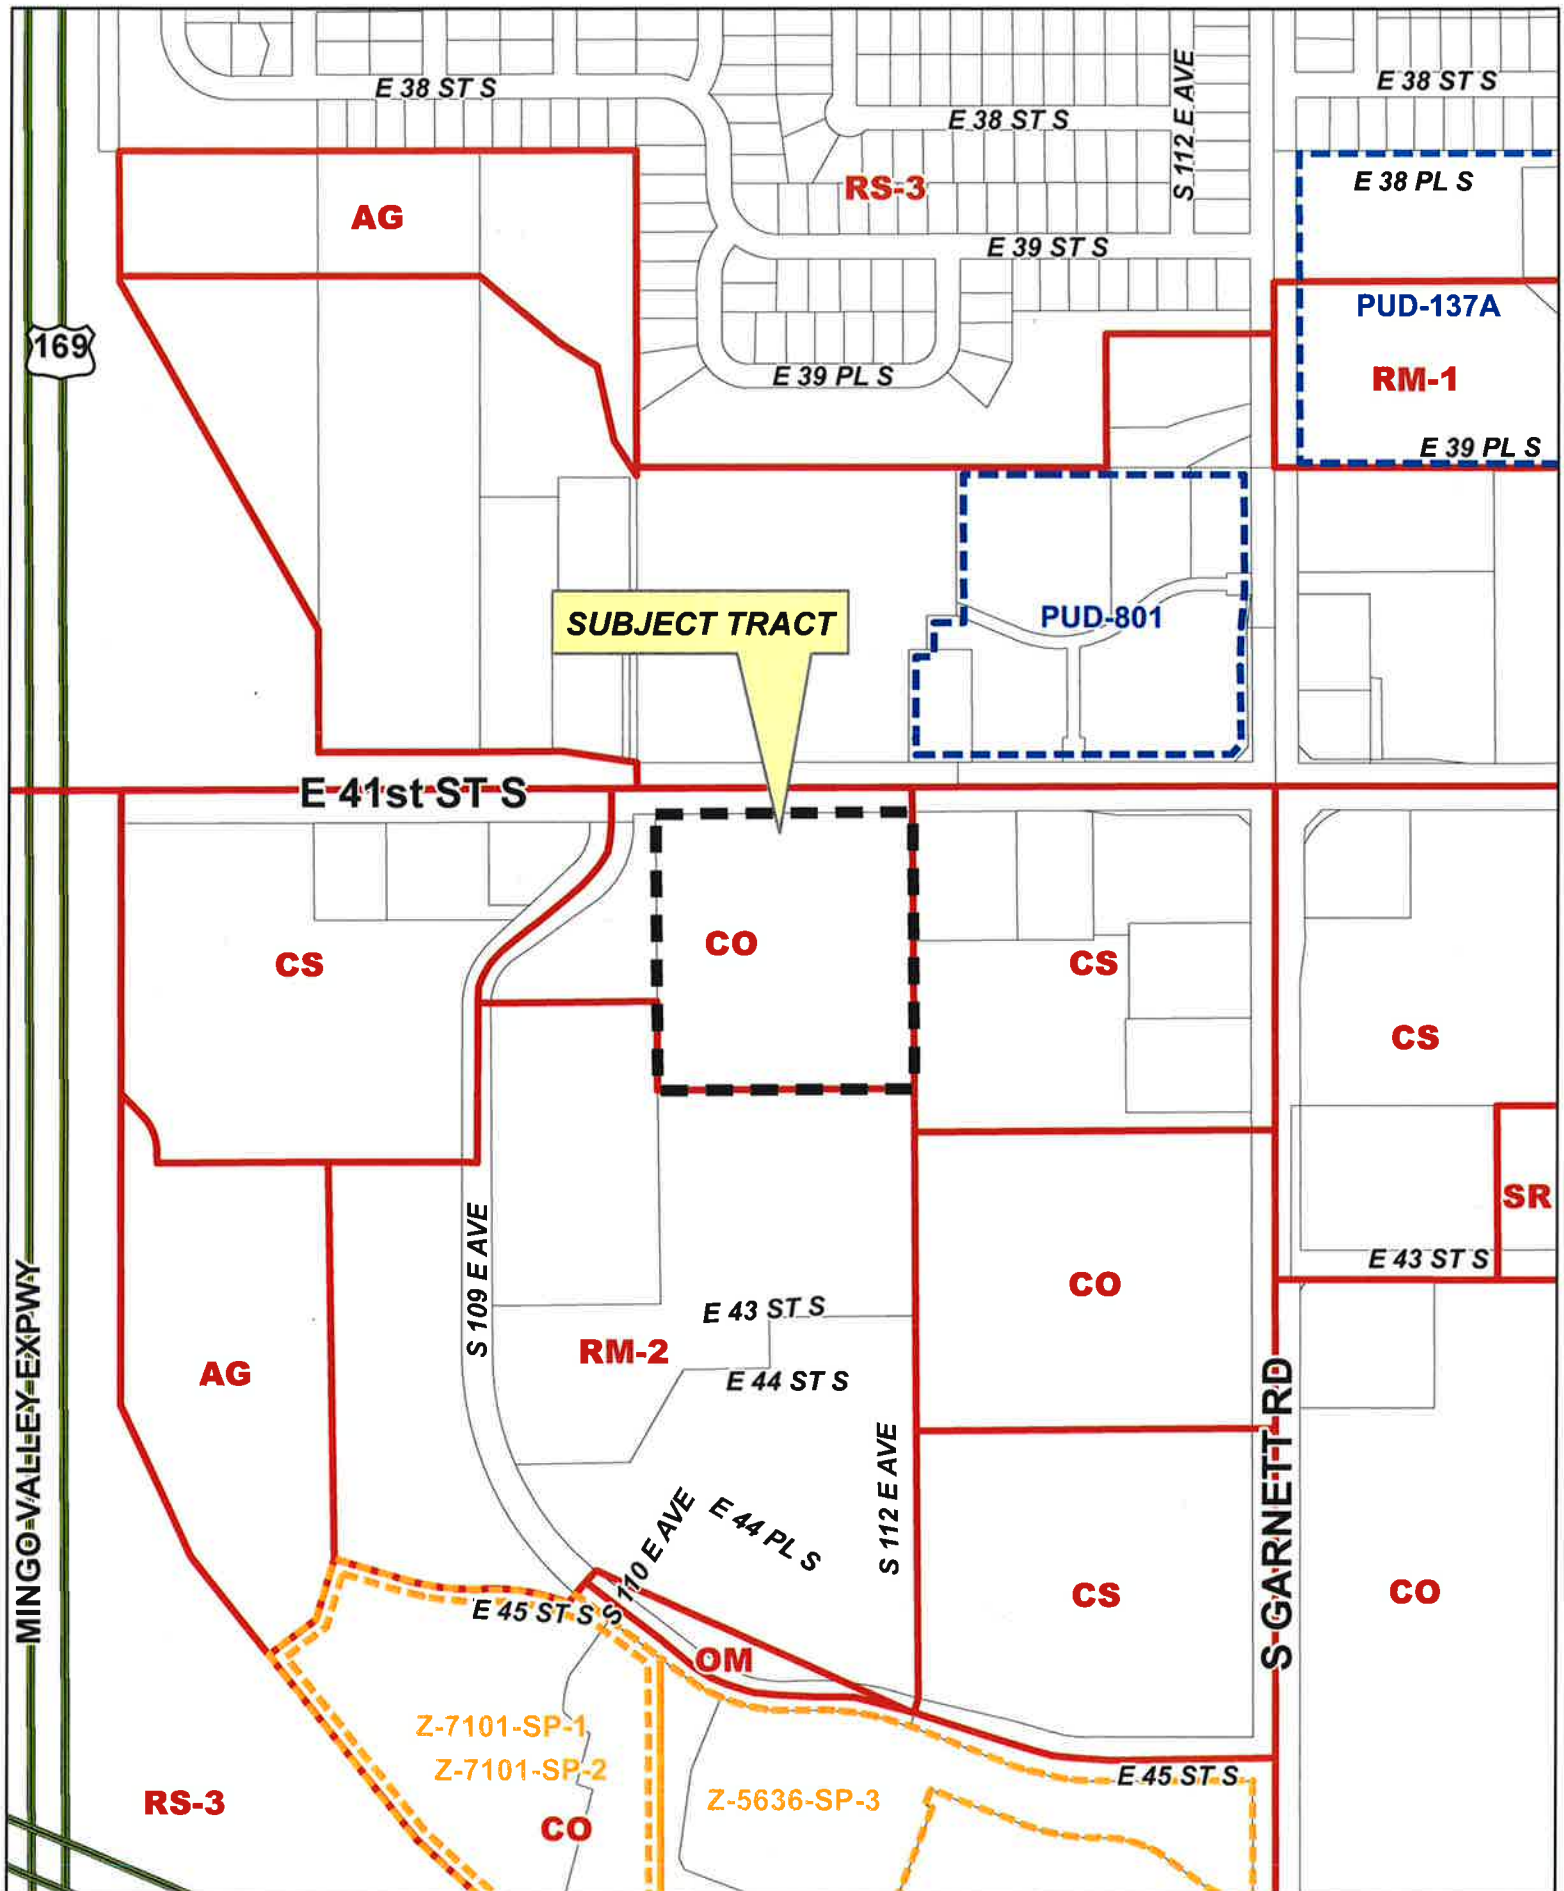 E 38 ST S
E 38 ST S
E 38 ST S
S 112 E AVE
E 38 PL S
RS-3
AG
E 39 ST S
PUD-137A
169
E 39 PL S
RM-1
E 39 PL S
SUBJECT TRACT
PUD-801
E 41st ST S
CO
CS
CS
CS
SR
S 109 E AVE
E 43 ST S
CO
E 43 ST S
RM-2
AG
E 44 ST S
MINGO VALLEY EXPWY
S GARNETT RD
S 112 E AVE
S 110 E AVE
E 44 PL S
CS
CO
E 45 ST S
OM
Z-7101-SP-1
Z-7101-SP-2
E 45 ST S
Z-5636-SP-3
RS-3
CO